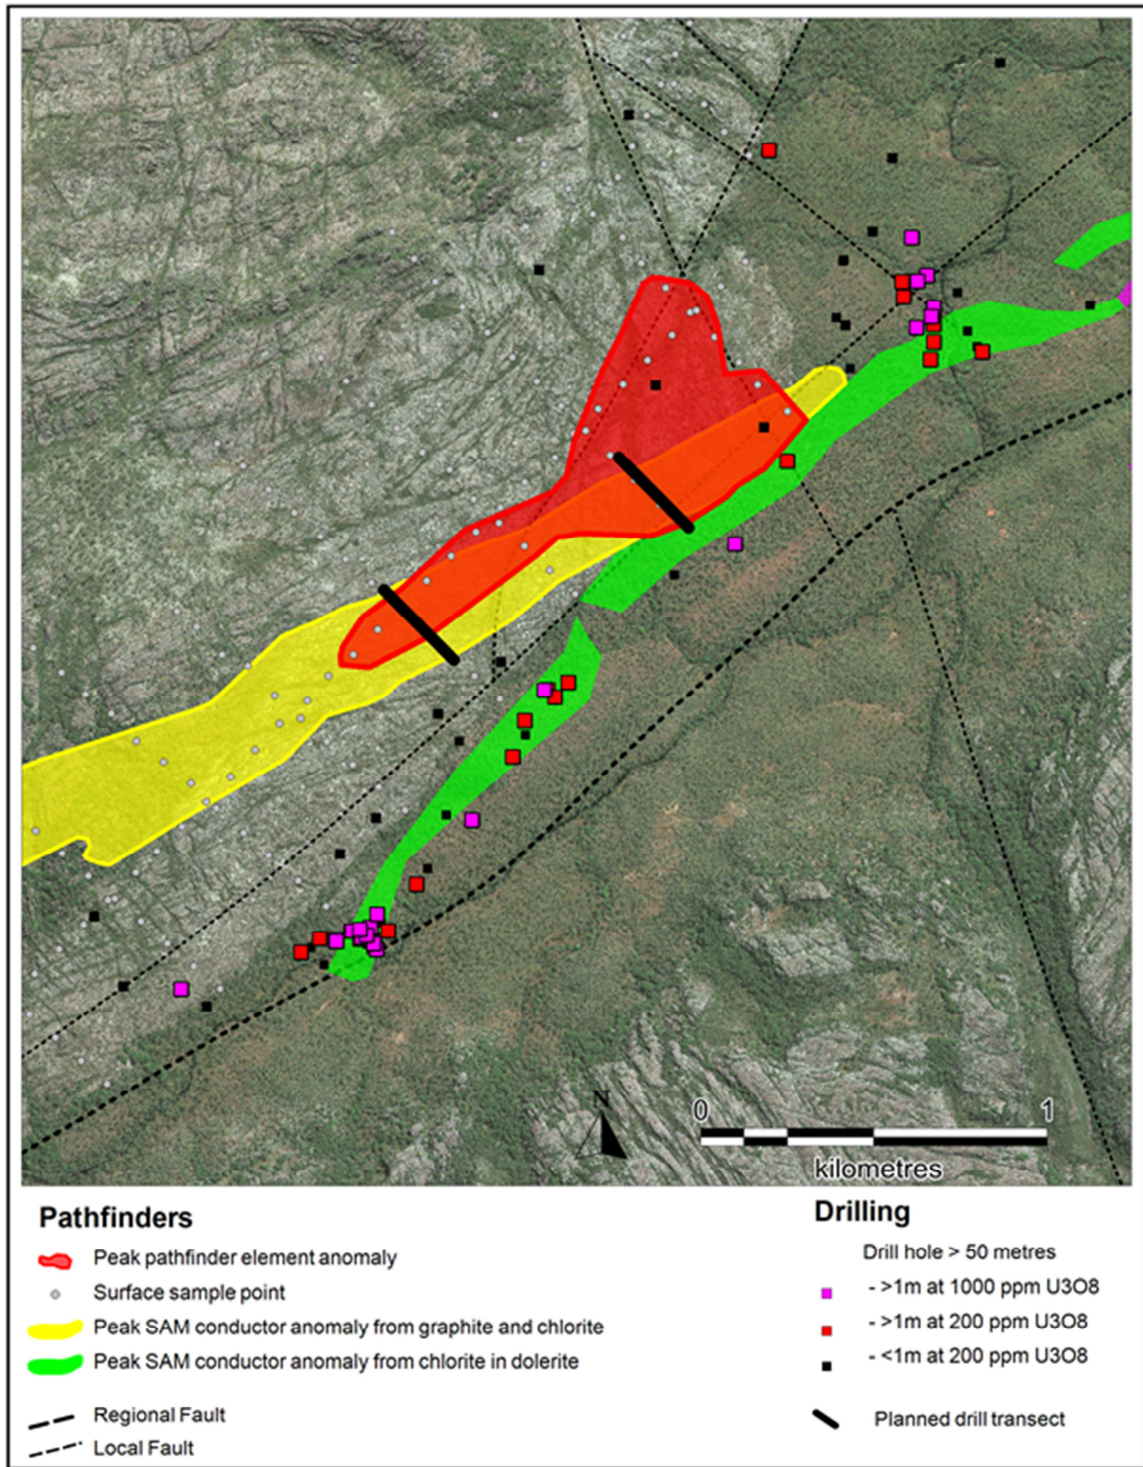 N
0 1
kilometres
Pathfinders
Peak pathfinder element anomaly
Surface sample point
Peak SAM conductor anomaly from graphite and chlorite
Peak SAM conductor anomaly from chlorite in dolerite
Regional Fault
Local Fault
Drilling
Drill hole > 50 metres
- >1m at 1000 ppm U3O8
- >1m at 200 ppm U3O8
- <1m at 200 ppm U3O8
Planned drill transect